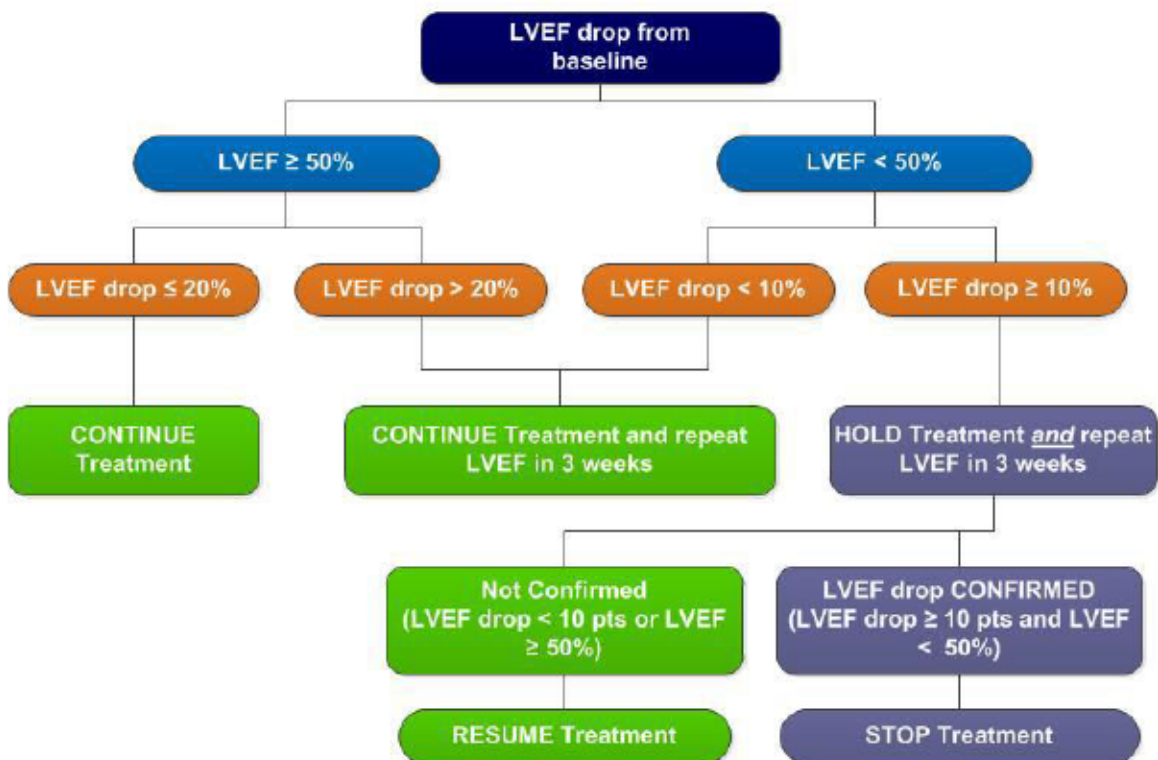 LVEF drop from
baseline
LVEF ≥ 50%
LVEF < 50%
LVEF drop ≤ 20%
LVEF drop > 20%
LVEF drop < 10%
LVEF drop ≥ 10%
CONTINUE
Treatment
CONTINUE Treatment and repeat
LVEF in 3 weeks
HOLD Treatment and repeat
LVEF in 3 weeks
Not Confirmed
(LVEF drop < 10 pts or LVEF
≥ 50%)
LVEF drop CONFIRMED
(LVEF drop ≥ 10 pts and LVEF
< 50%)
RESUME Treatment
STOP Treatment